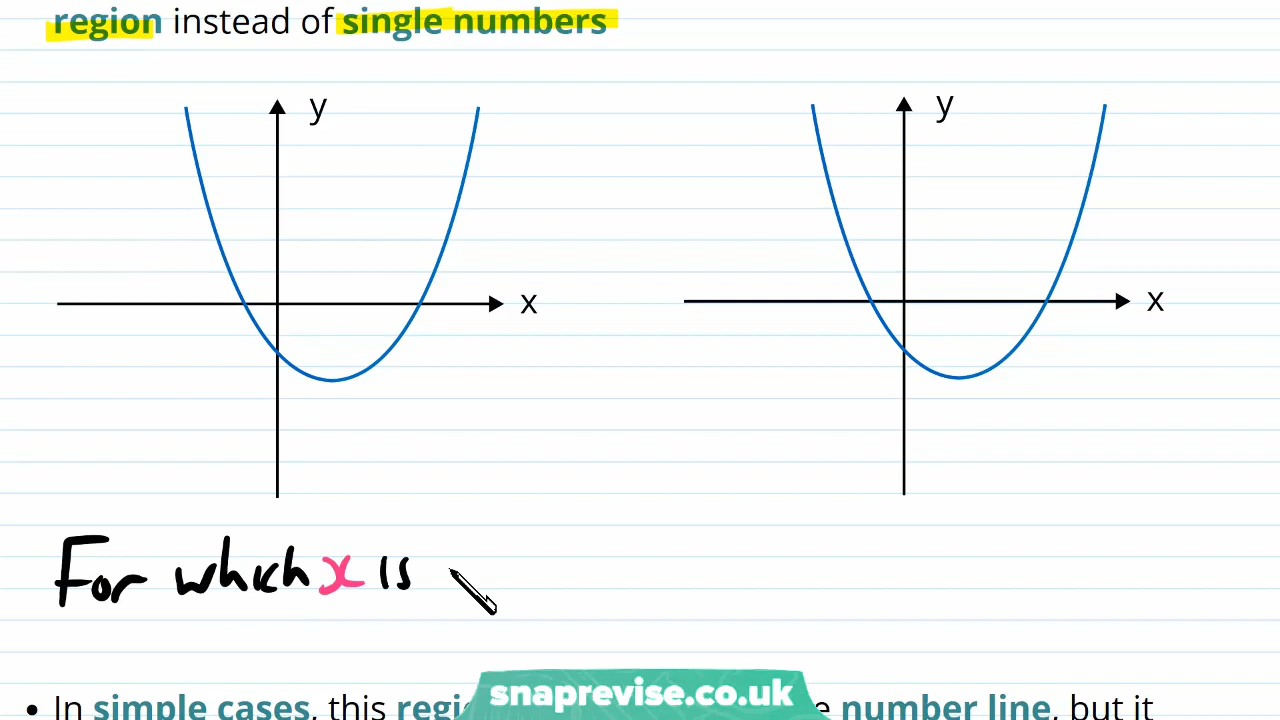 region instead of single numbers
y
y
x
x
For which x is
• In simple cases, this regi
e number line, but it
snaprevise.co.uk